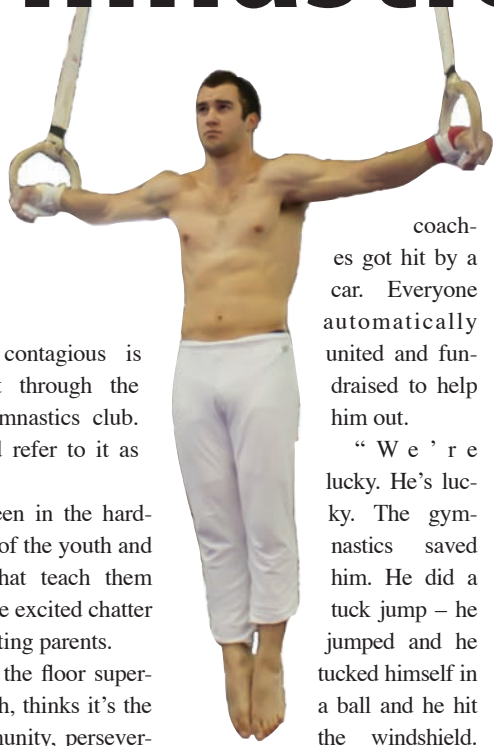 contagious is
through the
mnastics club.
refer to it as
een in the hard-
of the youth and
hat teach them
e excited chatter
ting parents.
the floor super-
h, thinks it's the
munity, persever-
coach-
es got hit by a
car. Everyone
automatically
united and fun-
draised to help
him out.
“We’re
lucky. He’s luc-
ky. The gym-
nastics saved
him. He did a
tuck jump – he
jumped and he
tucked himself in
a ball and he hit
the windshield.